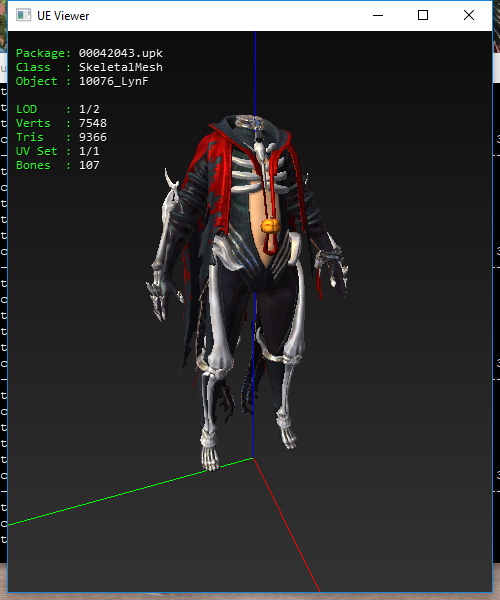 UE Viewer
Package: 00042043.upk
Class : SkeletalMesh
Object : 10076_LynF
LOD : 1/2
Verts : 7548
Tris : 9366
UV Set : 1/1
Bones : 107